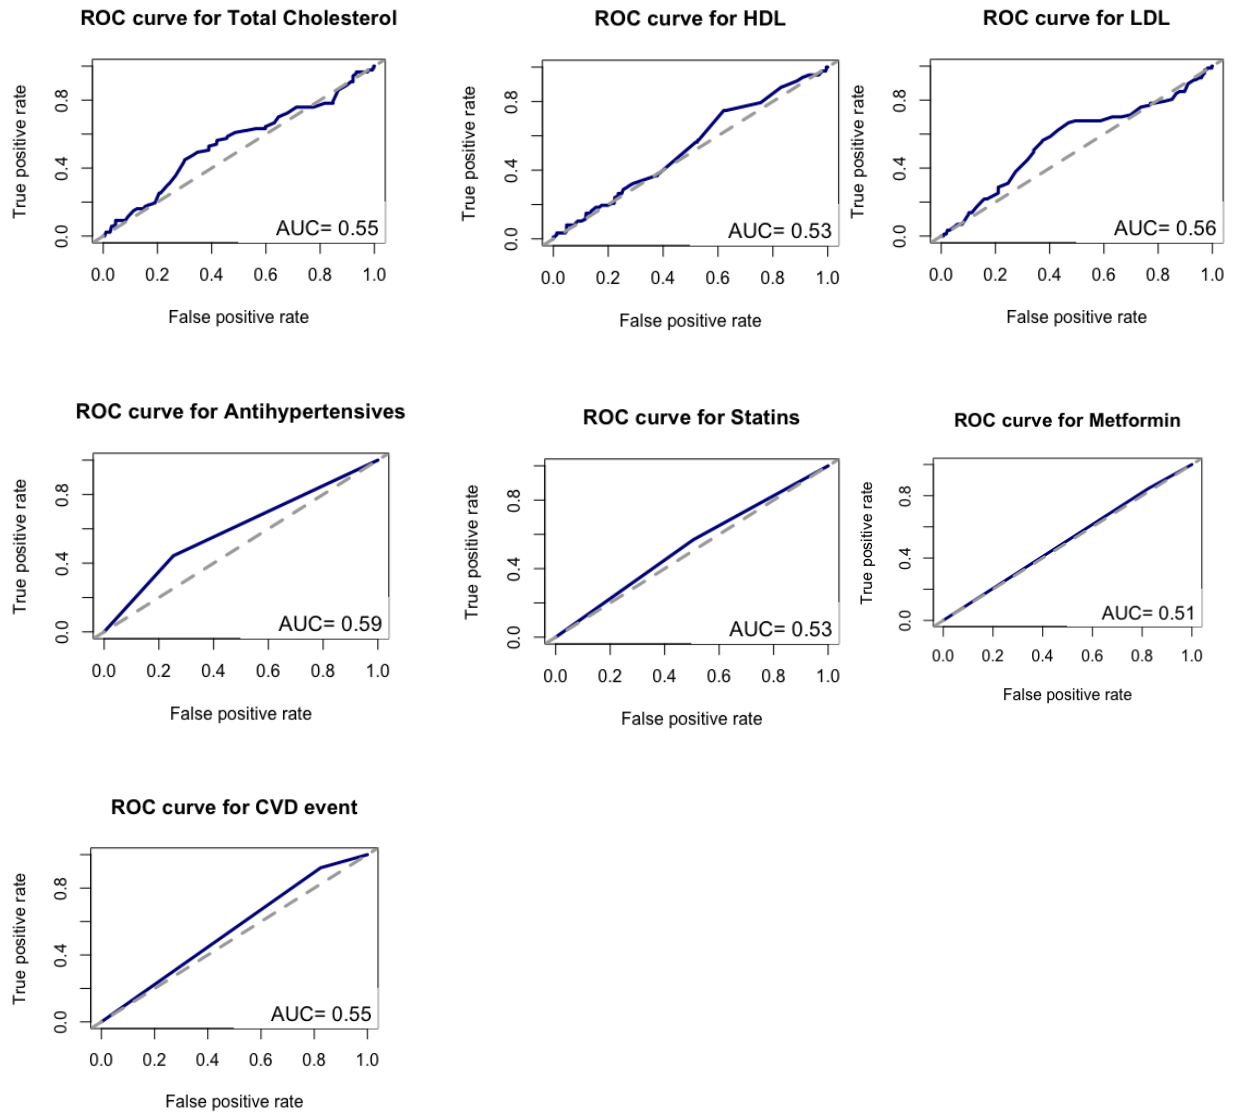 ROC curve for Total Cholesterol
True positive rate
0.8
0.4
0.0
AUC= 0.55
0.0 0.2 0.4 0.6 0.8 1.0
False positive rate
ROC curve for HDL
True positive rate
0.8
0.4
0.0
AUC= 0.53
0.0 0.2 0.4 0.6 0.8 1.0
False positive rate
ROC curve for LDL
True positive rate
0.8
0.4
0.0
AUC= 0.56
0.0 0.2 0.4 0.6 0.8 1.0
False positive rate
ROC curve for Antihypertensives
True positive rate
0.8
0.4
0.0
AUC= 0.59
0.0 0.2 0.4 0.6 0.8 1.0
False positive rate
ROC curve for Statins
True positive rate
0.8
0.4
0.0
AUC= 0.53
0.0 0.2 0.4 0.6 0.8 1.0
False positive rate
ROC curve for Metformin
True positive rate
0.8
0.4
0.0
AUC= 0.51
0.0 0.2 0.4 0.6 0.8 1.0
False positive rate
ROC curve for CVD event
True positive rate
0.8
0.4
0.0
AUC= 0.55
0.0 0.2 0.4 0.6 0.8 1.0
False positive rate